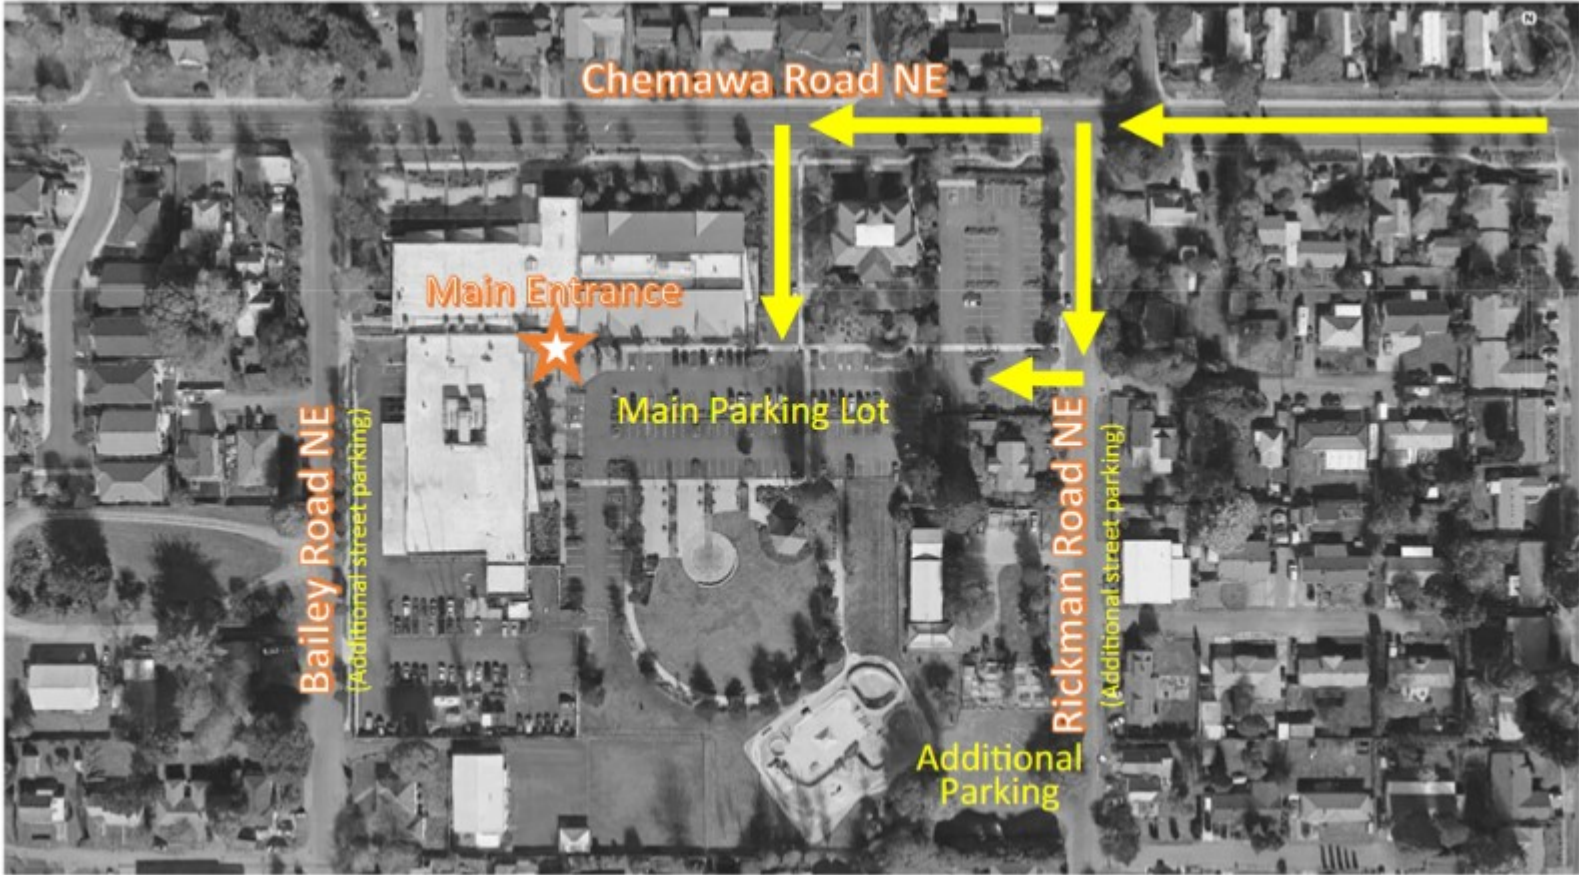 N
Chemawa Road NE
Main Entrance
Main Parking Lot
Bailey Road NE
(Additional street parking)
Rickman Road NE
(Additional street parking)
Additional
Parking